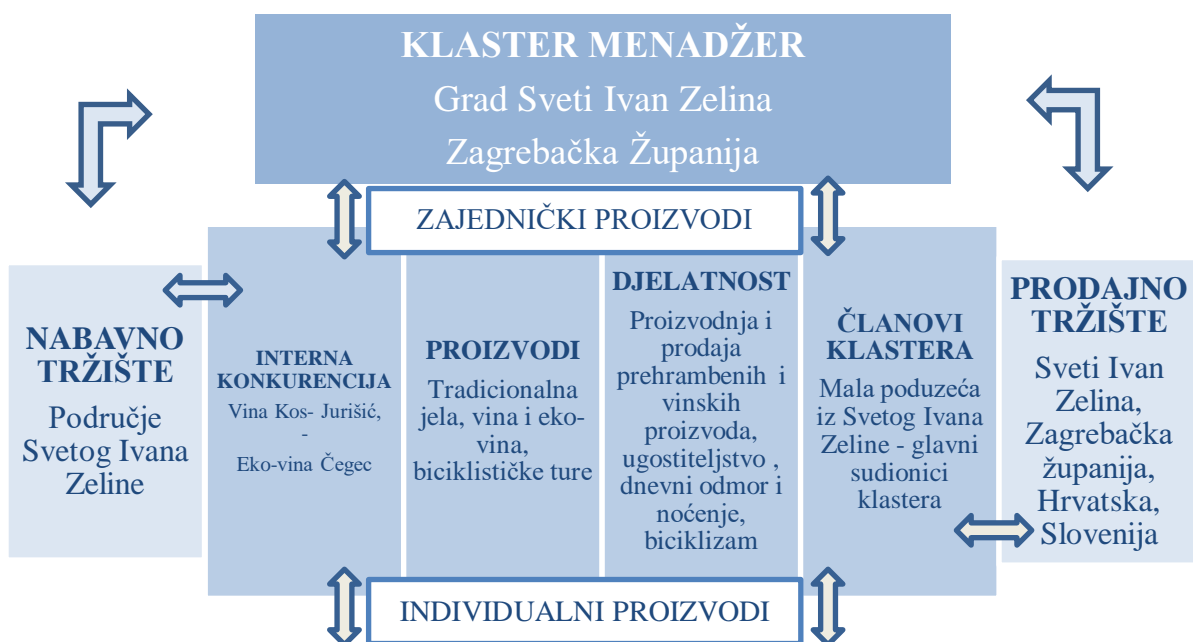 KLASTER MENADŽER
Grad Sveti Ivan Zelina
Zagrebačka Županija
ZAJEDNIČKI PROIZVODI
NABAVNO
TRŽIŠTE
Područje
Svetog Ivana
Zeline
INTERNA
KONKURENCIJA
Vina Kos- Jurišić,
-
Eko-vina Čegec
PROIZVODI
Tradicionalna
jela, vina i eko-
vina,
biciklističke ture
DJELATNOST
Proizvodnja i
prodaja
prehrambenih i
vinskih
proizvoda,
ugostiteljstvo ,
dnevni odmor i
noćenje,
biciklizam
ČLANOVI
KLASTERA
Mala poduzeća
iz Svetog Ivana
Zeline - glavni
sudionici
klastera
PRODAJNO
TRŽIŠTE
Sveti Ivan
Zelina,
Zagrebačka
županija,
Hrvatska,
Slovenija
INDIVIDUALNI PROIZVODI